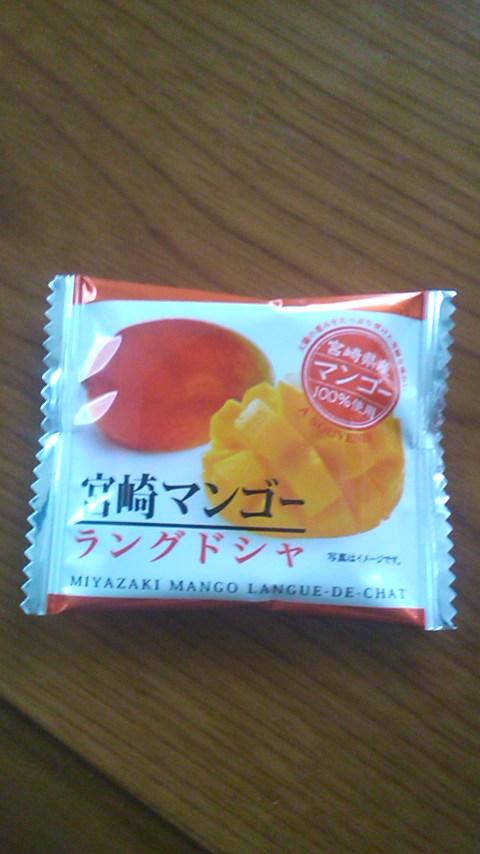 宮崎県産
マンゴー
100%使用
A SOUVENIR
宮崎マンゴー
ラングドシャ
写真はイメージです。
MIYAZAKI MANGO LANGUE-DE-CHAT